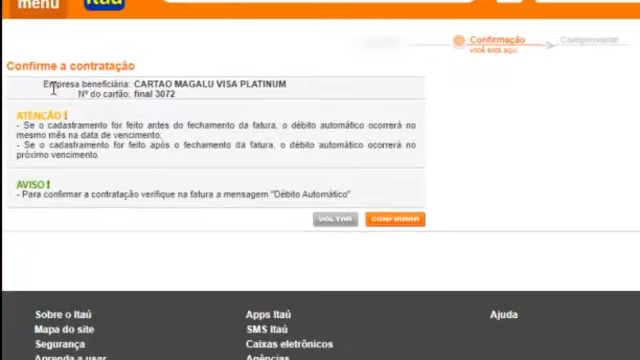 menu
Itaú
Confirmação
você está aqui
Comprovante
Confirme a contratação
Empresa beneficiária: CARTAO MAGALU VISA PLATINUM
Nº do cartão: final 3072
ATENÇÃO !
- Se o cadastramento for feito antes do fechamento da fatura, o débito automático ocorrerá no
mesmo mês na data de vencimento;
- Se o cadastramento for feito após o fechamento da fatura, o débito automático ocorrerá no
próximo vencimento.
AVISO !
- Para confirmar a contratação verifique na fatura a mensagem "Débito Automático"
VOLTAR
CONFIRMAR
Sobre o Itaú
Apps Itaú
Ajuda
Mapa do site
SMS Itaú
Segurança
Caixas eletrônicos
Aprenda a usar
Agências